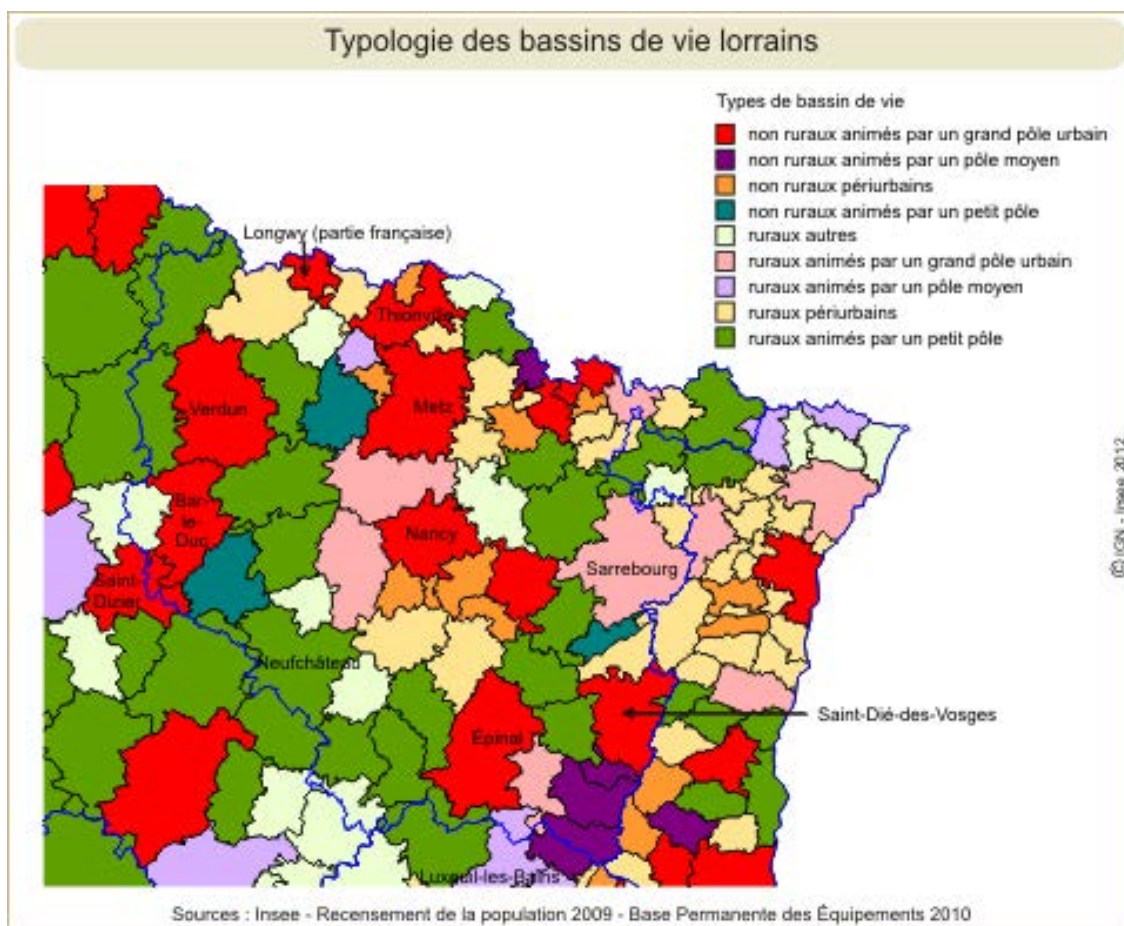 Typologie des bassins de vie lorrains
Types de bassin de vie
non ruraux animés par un grand pôle urbain
non ruraux animés par un pôle moyen
non ruraux périurbains
non ruraux animés par un petit pôle
ruraux autres
ruraux animés par un grand pôle urbain
ruraux animés par un pôle moyen
ruraux périurbains
ruraux animés par un petit pôle
Longwy (partie française)
Thionville
Verdun
Metz
Bar-
le-
Duc
Nancy
Sarrebourg
Saint-
Dizier
Neufchâteau
Saint-Dié-des-Vosges
Épinal
Luxeuil-les-Bains
© IGN - Insee 2012
Sources : Insee - Recensement de la population 2009 - Base Permanente des Équipements 2010